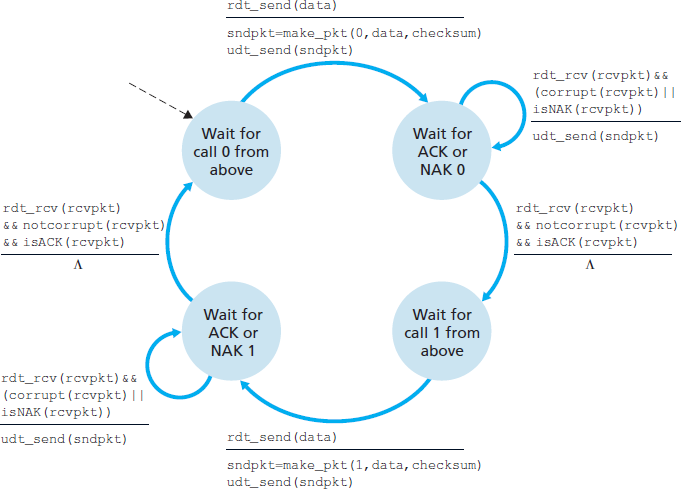 rdt_send(data)
sndpkt=make_pkt(0,data,checksum)
udt_send(sndpkt)
rdt_rcv(rcvpkt)&&
(corrupt(rcvpkt)||
isNAK(rcvpkt))
udt_send(sndpkt)
Wait for
call 0 from
above
Wait for
ACK or
NAK 0
rdt_rcv(rcvpkt)
&& notcorrupt(rcvpkt)
&& isACK(rcvpkt)
Λ
rdt_rcv(rcvpkt)
&& notcorrupt(rcvpkt)
&& isACK(rcvpkt)
Λ
Wait for
ACK or
NAK 1
Wait for
call 1 from
above
rdt_rcv(rcvpkt)&&
(corrupt(rcvpkt)||
isNAK(rcvpkt))
udt_send(sndpkt)
rdt_send(data)
sndpkt=make_pkt(1,data,checksum)
udt_send(sndpkt)